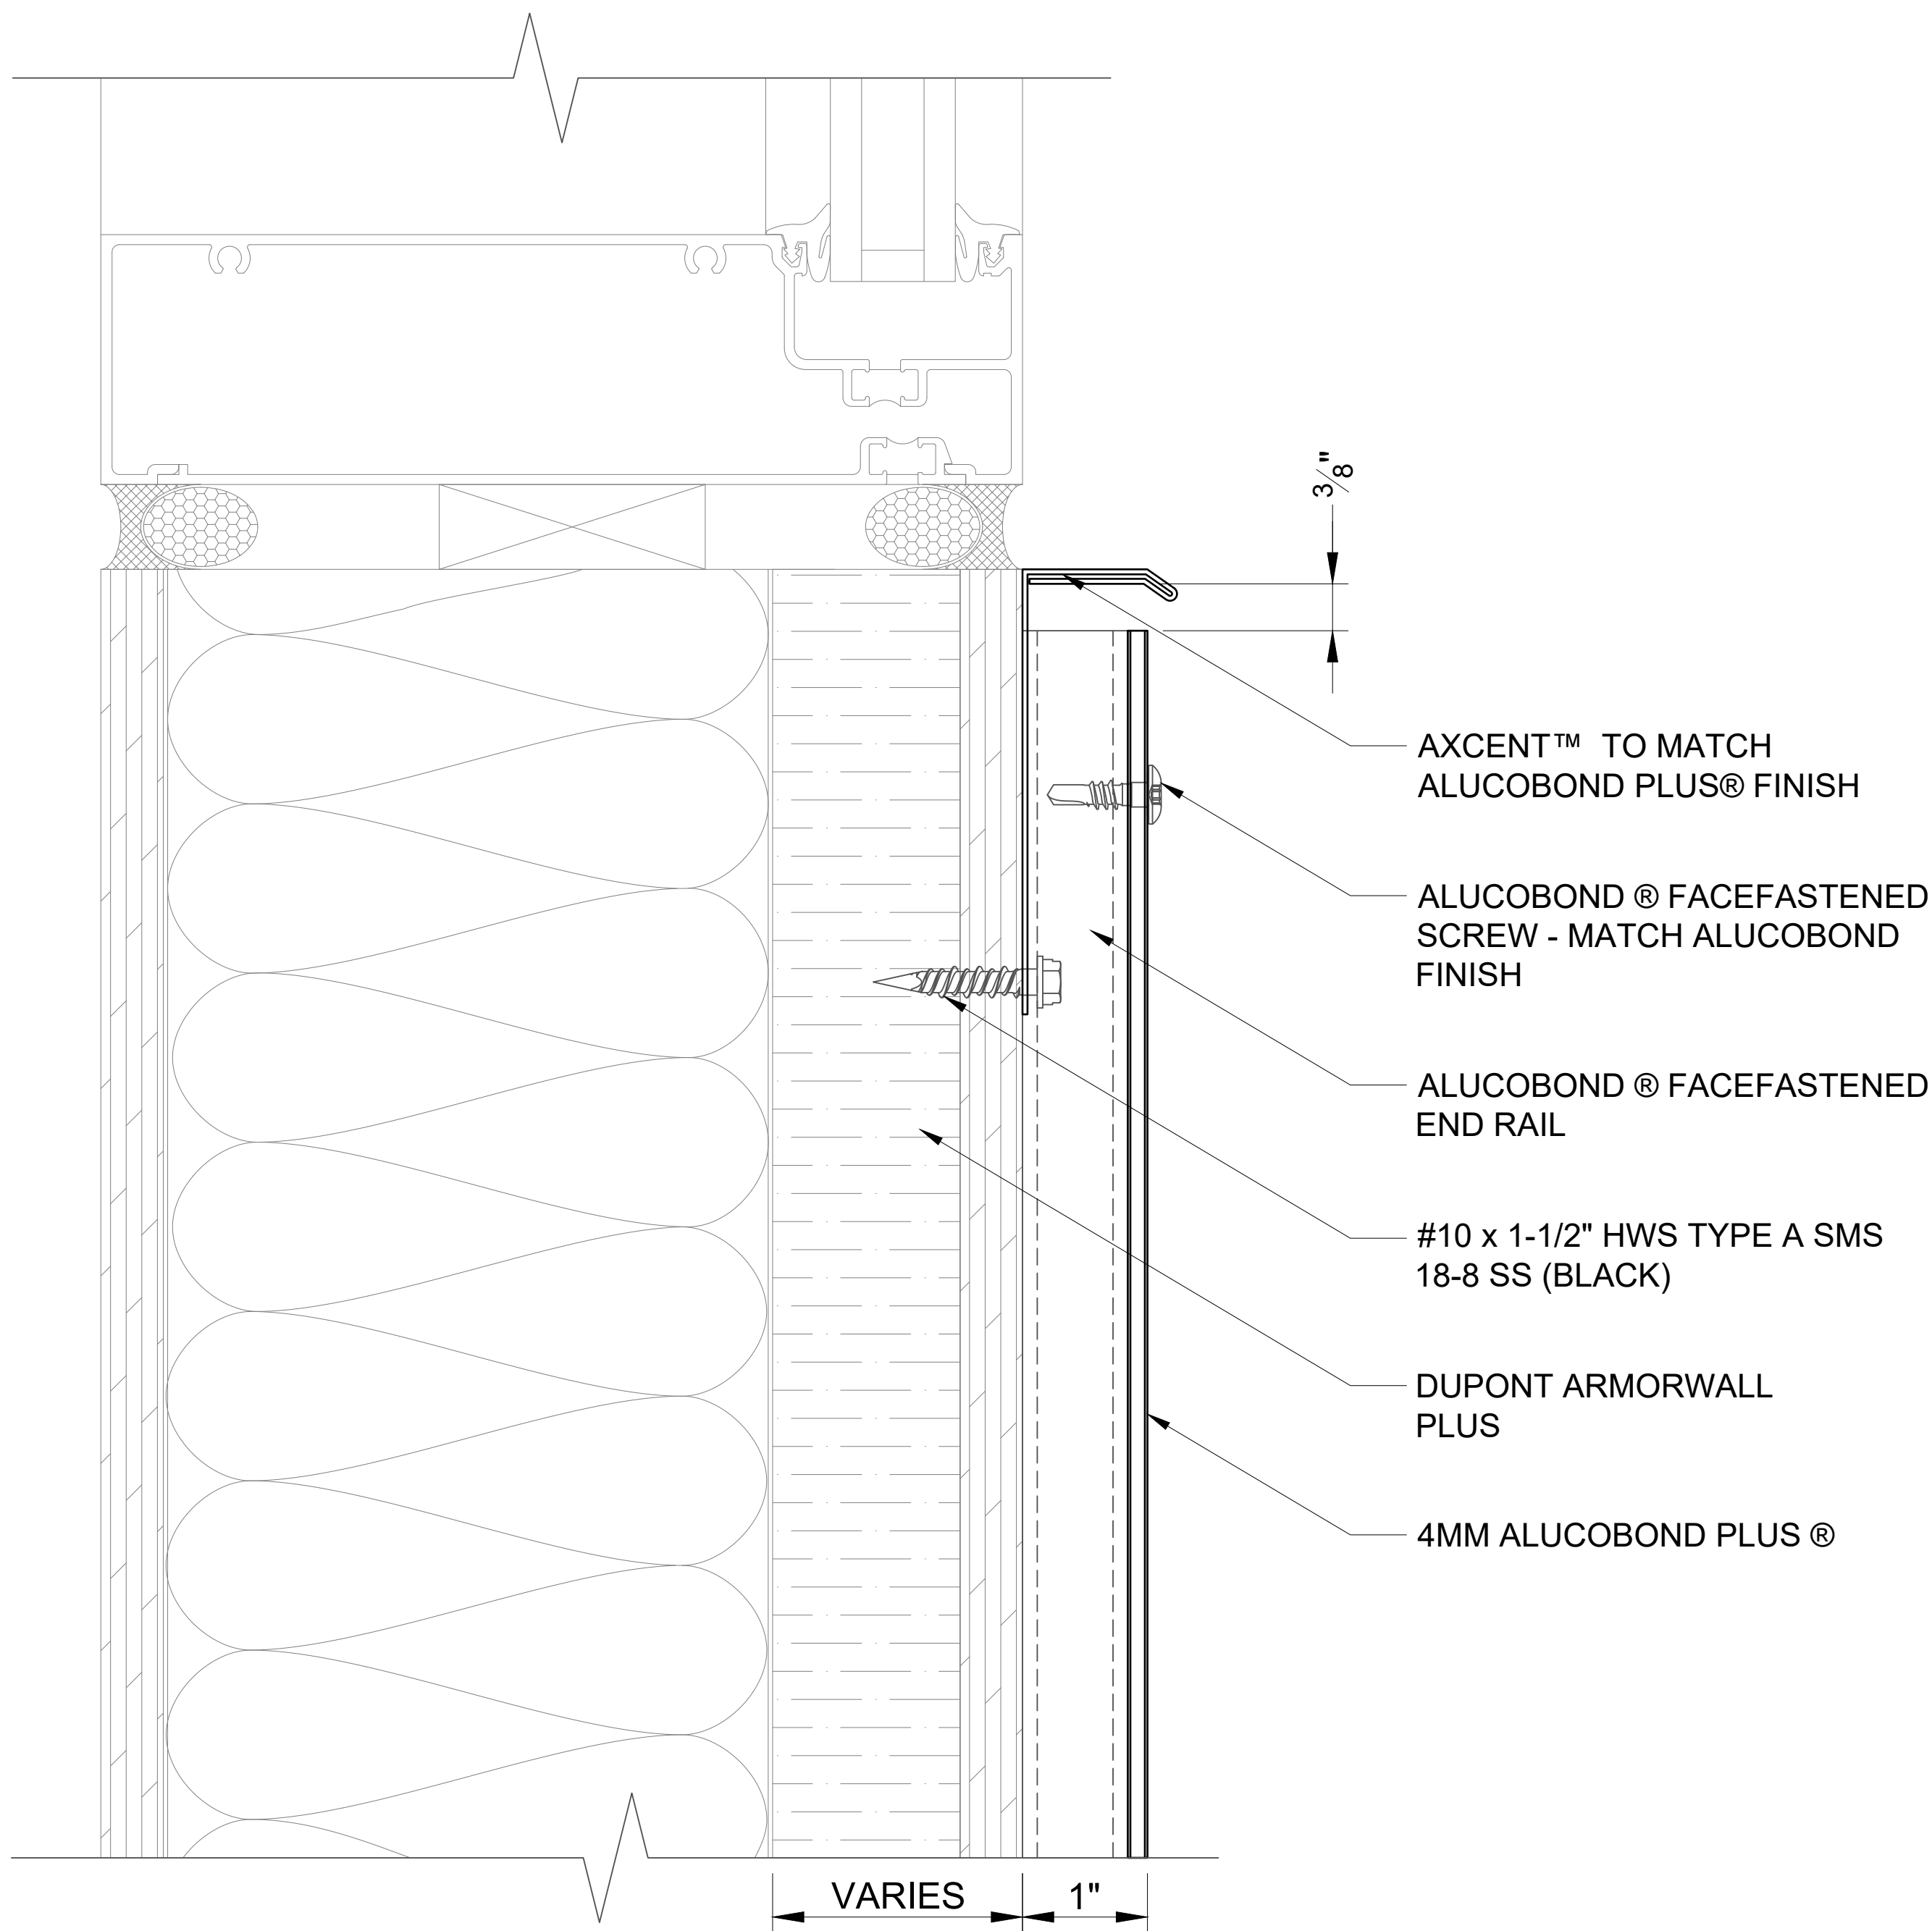 3/8"
AXCENT™ TO MATCH
ALUCOBOND PLUS® FINISH
ALUCOBOND ® FACEFASTENED
SCREW - MATCH ALUCOBOND
FINISH
ALUCOBOND ® FACEFASTENED
END RAIL
#10 x 1-1/2" HWS TYPE A SMS
18-8 SS (BLACK)
DUPONT ARMORWALL
PLUS
4MM ALUCOBOND PLUS ®
VARIES
1"